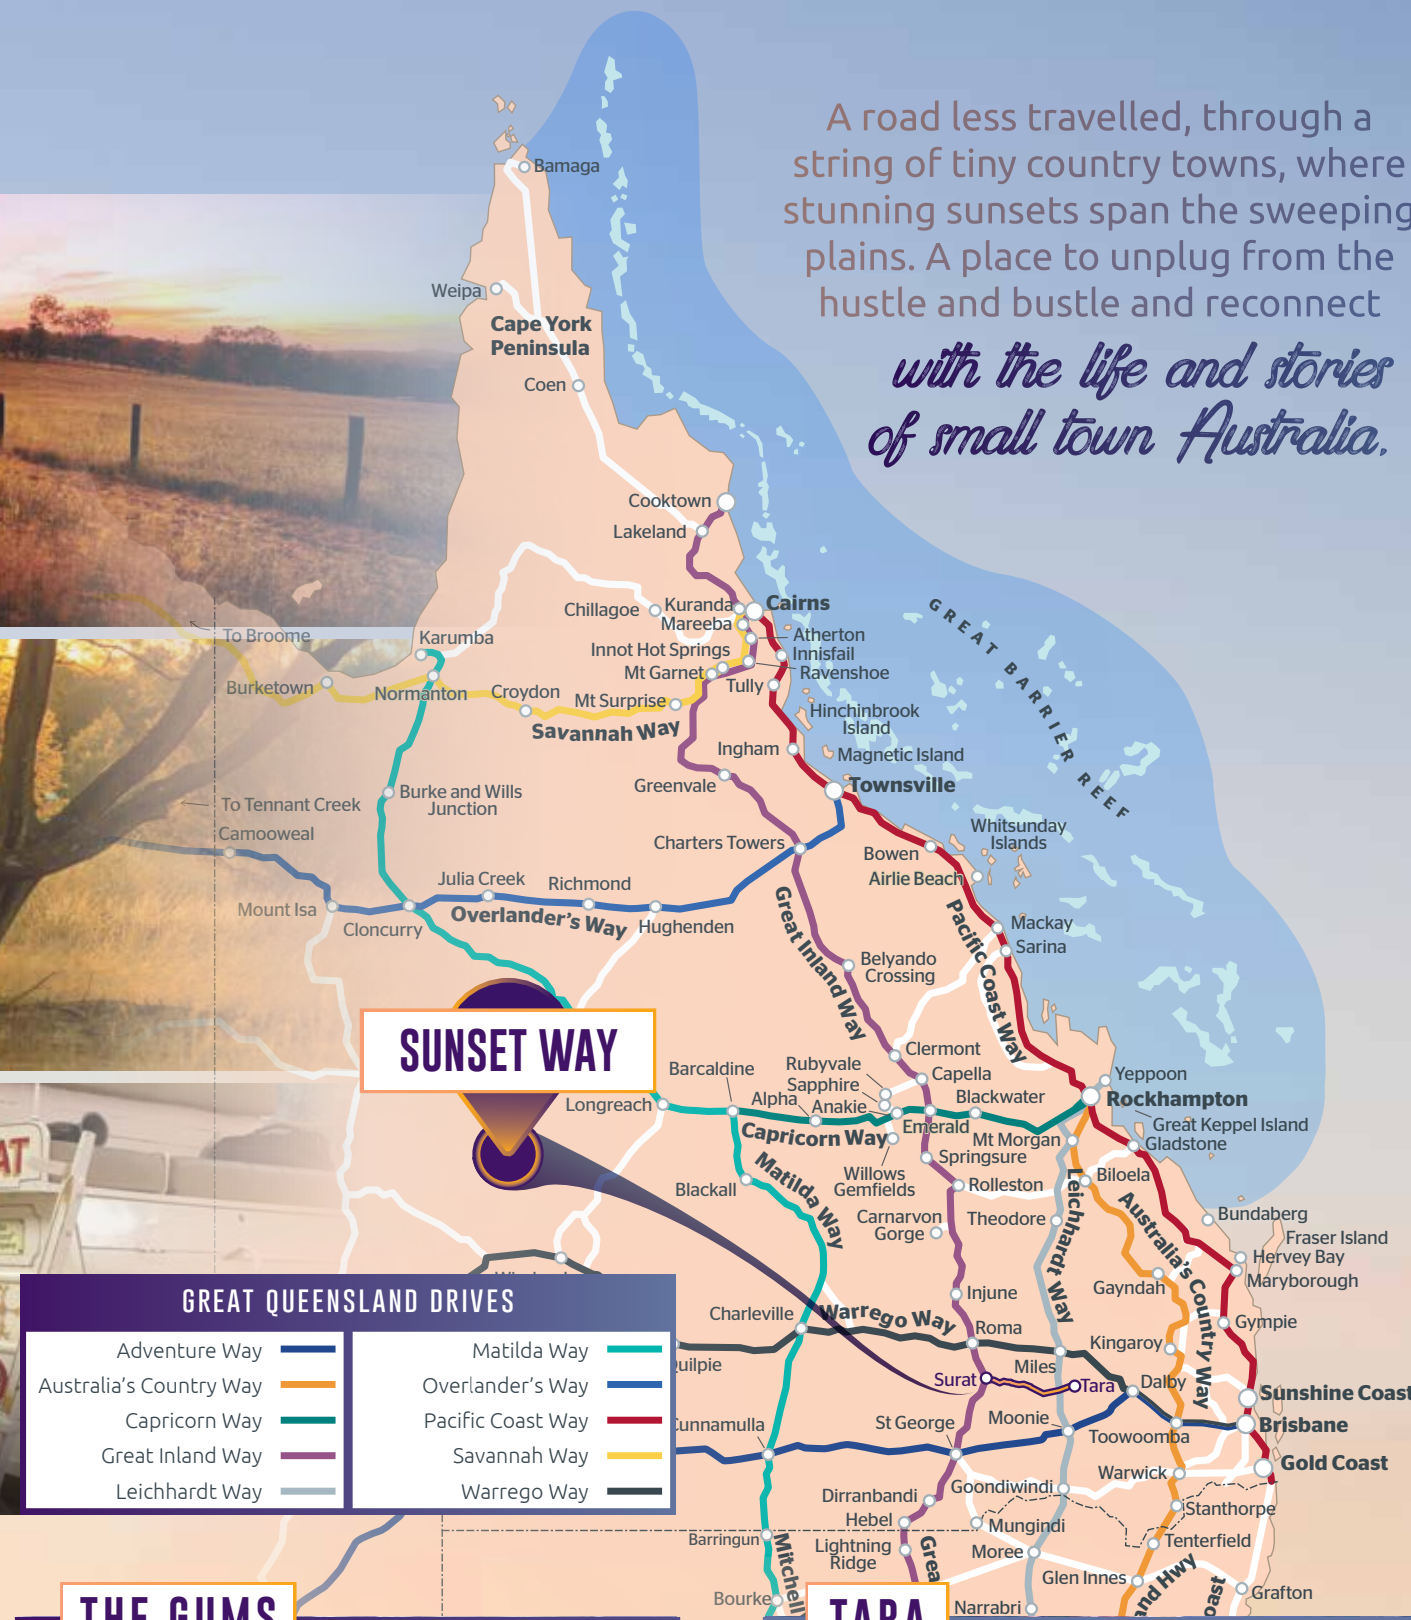 A road less travelled, through a
string of tiny country towns, where
stunning sunsets span the sweeping
plains. A place to unplug from the
hustle and bustle and reconnect
with the life and stories
of small town Australia.
Bamaga
Weipa
Cape York
Peninsula
Coen
Cooktown
Lakeland
Chillagoe
Kuranda
Cairns
Mareeba
GREAT BARRIER REEF
To Broome
Karumba
Atherton
Innot Hot Springs
Innisfail
Mt Garnet
Ravenshoe
Burketown
Normanton
Croydon
Mt Surprise
Tully
Savannah Way
Hinchinbrook
Island
Ingham
Magnetic Island
Greenvale
Townsville
Burke and Wills
Junction
To Tennant Creek
Camooweal
Charters Towers
Whitsunday
Islands
Bowen
Airlie Beach
Julia Creek
Richmond
Mount Isa
Overlander's Way
Cloncurry
Hughenden
Great Inland Way
Pacific Coast Way
Mackay
Sarina
Belyando
Crossing
SUNSET WAY
Clermont
Barcaldine
Rubyvale
Capella
Yeppoon
Sapphire
Longreach
Alpha
Anakie
Blackwater
Rockhampton
Emerald
Great Keppel Island
Capricorn Way
Mt Morgan
Gladstone
Springsure
Matilda Way
Willows
Gemfields
Biloela
Blackall
Rolleston
Leichhardt Way
Australia's Country Way
Carnarvon
Gorge
Theodore
Bundaberg
Fraser Island
Hervey Bay
Maryborough
Gayndah
Injune
Charleville
Warrego Way
Roma
Gympie
Kingaroy
Quilpie
Miles
Surat
Tara
Dalby
Sunshine Coast
Cunnamulla
St George
Moonie
Toowoomba
Brisbane
Gold Coast
Warwick
Goondiwindi
Dirranbandi
Stanthorpe
Hebel
Mungindi
Barringun
Mitchell
Lightning
Ridge
Grea
Moree
Tenterfield
Glen Innes
and Hwy
oast
Bourke
Narrabri
Grafton
GREAT QUEENSLAND DRIVES
Adventure Way
Australia's Country Way
Capricorn Way
Great Inland Way
Leichhardt Way
Matilda Way
Overlander's Way
Pacific Coast Way
Savannah Way
Warrego Way
THE GUMS
TARA